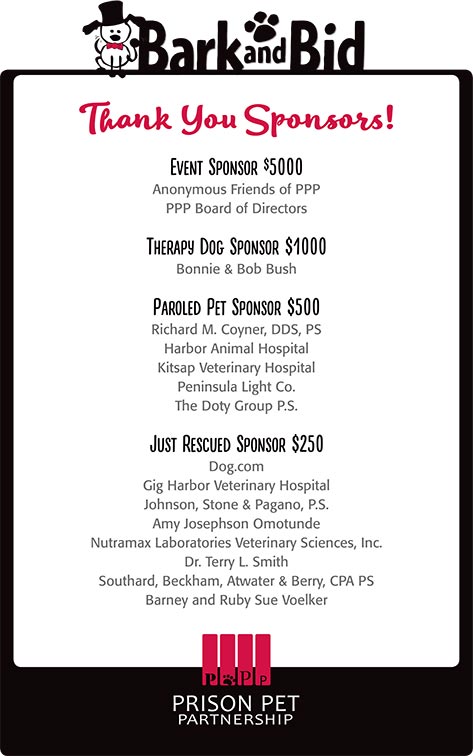 Bark and Bid
Thank You Sponsors!
EVENT SPONSOR $5000
Anonymous Friends of PPP
PPP Board of Directors
THERAPY DOG SPONSOR $1000
Bonnie & Bob Bush
PAROLED PET SPONSOR $500
Richard M. Coyner, DDS, PS
Harbor Animal Hospital
Kitsap Veterinary Hospital
Peninsula Light Co.
The Doty Group P.S.
JUST RESCUED SPONSOR $250
Dog.com
Gig Harbor Veterinary Hospital
Johnson, Stone & Pagano, P.S.
Amy Josephson Omotunde
Nutramax Laboratories Veterinary Sciences, Inc.
Dr. Terry L. Smith
Southard, Beckham, Atwater & Berry, CPA PS
Barney and Ruby Sue Voelker
P P P
PRISON PET
PARTNERSHIP